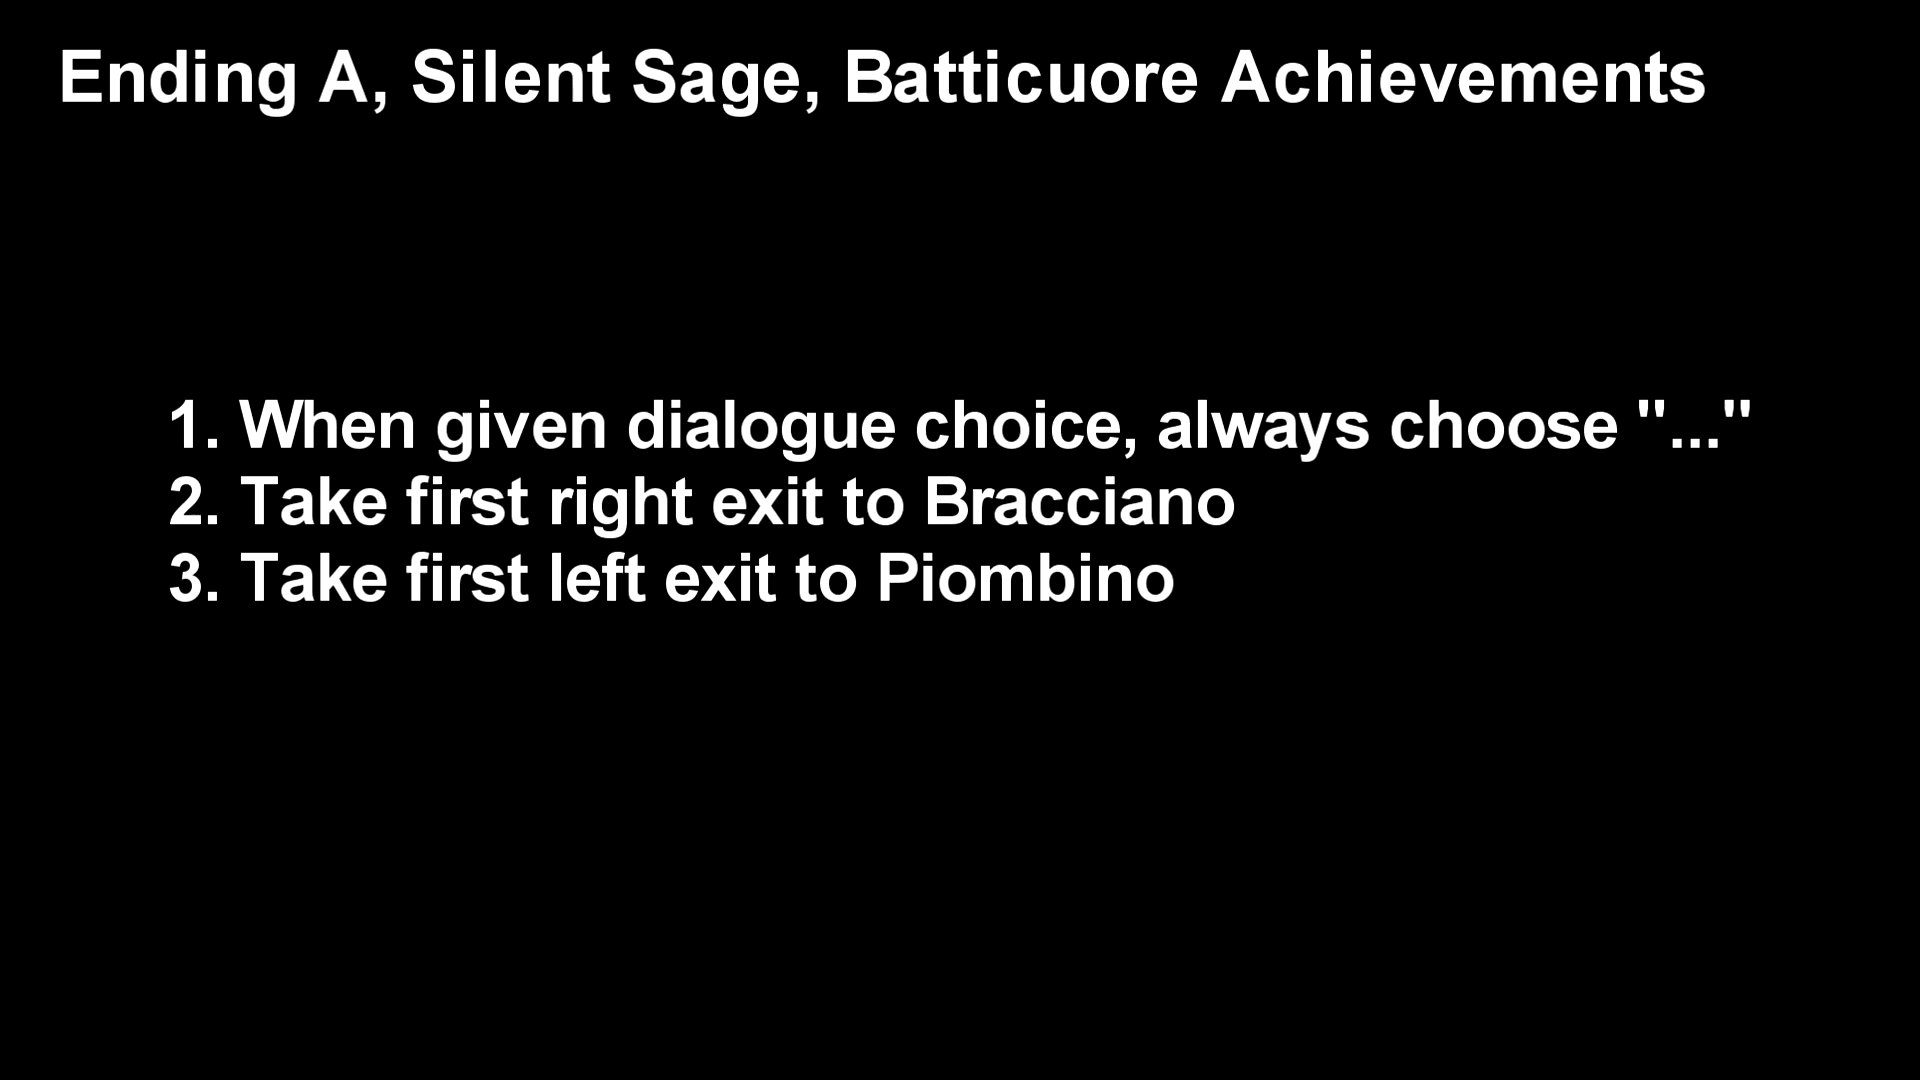 Ending A, Silent Sage, Batticuore Achievements
1. When given dialogue choice, always choose "..."
2. Take first right exit to Bracciano
3. Take first left exit to Piombino